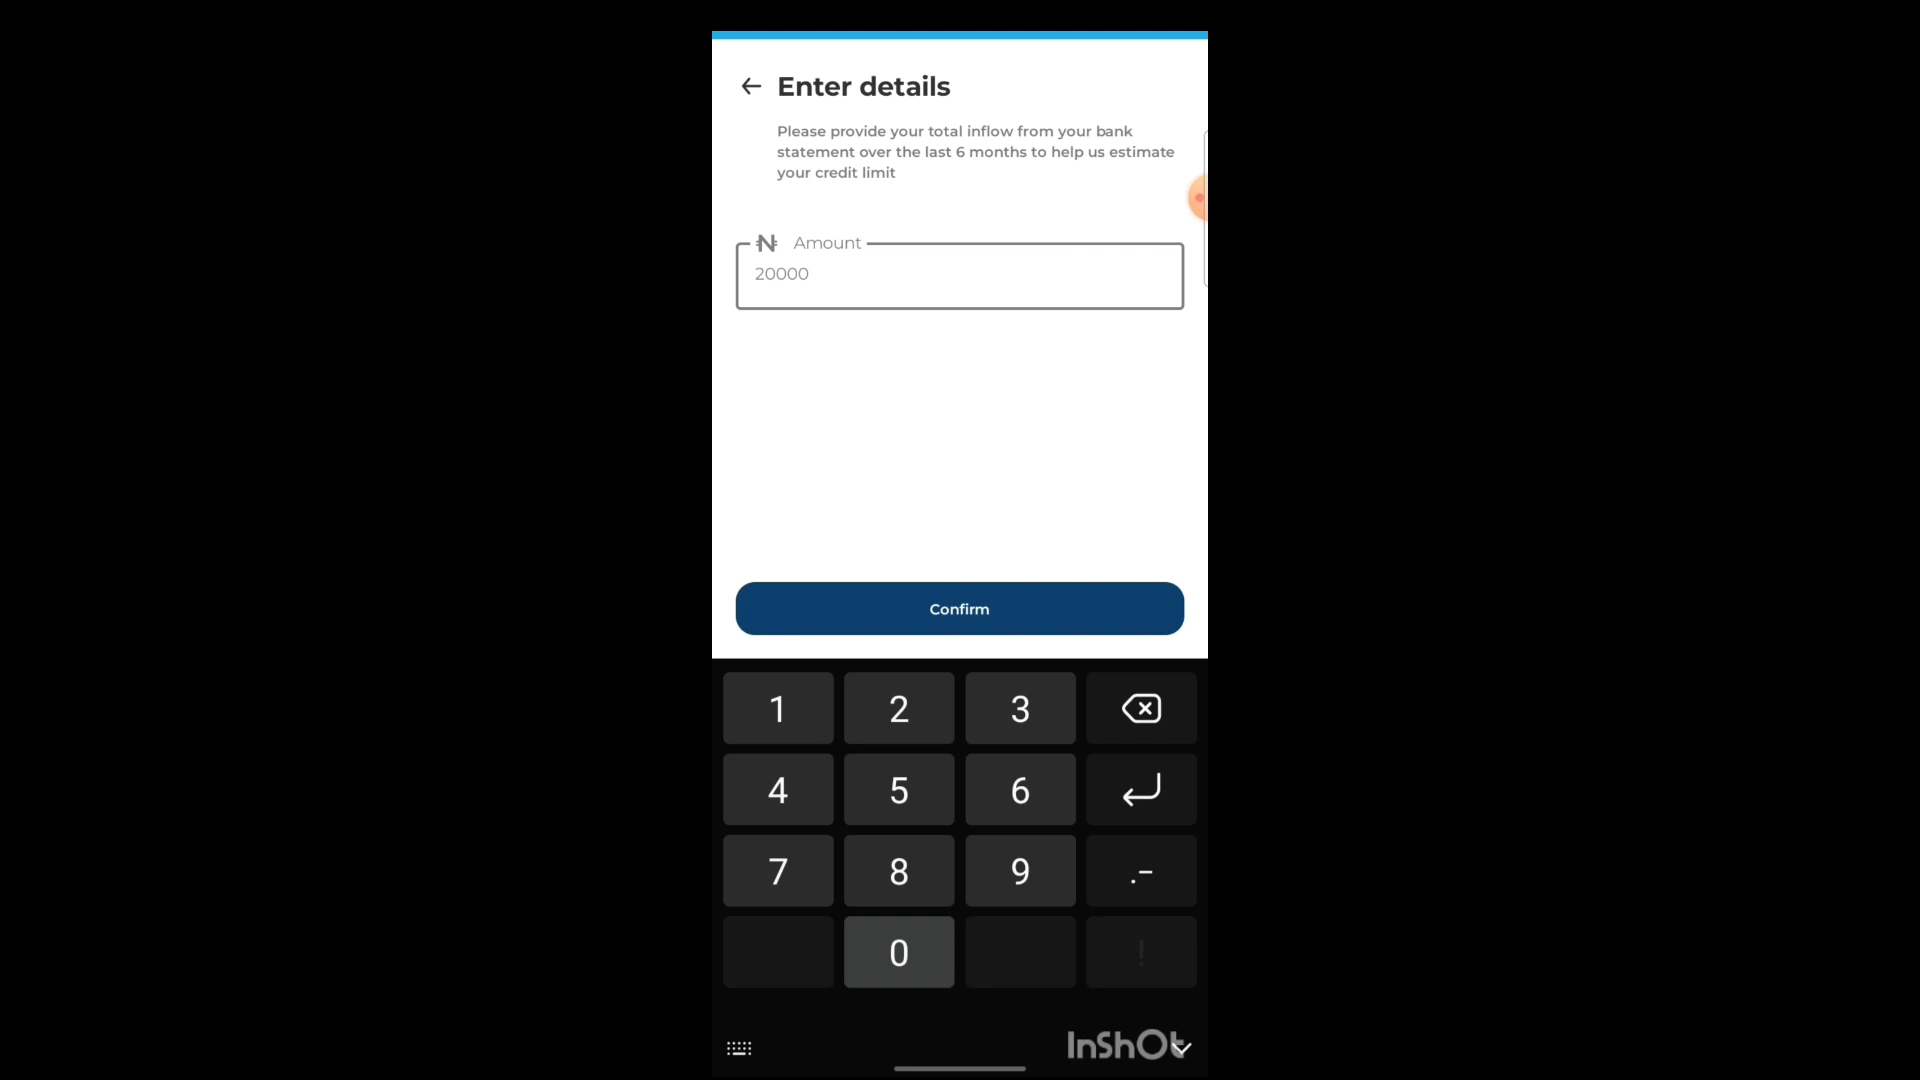 Enter details
Please provide your total inflow from your bank
statement over the last 6 months to help us estimate
your credit limit
₦ Amount
20000
Confirm
1 2 3
4 5 6
7 8 9 .-
0 !
InShOt